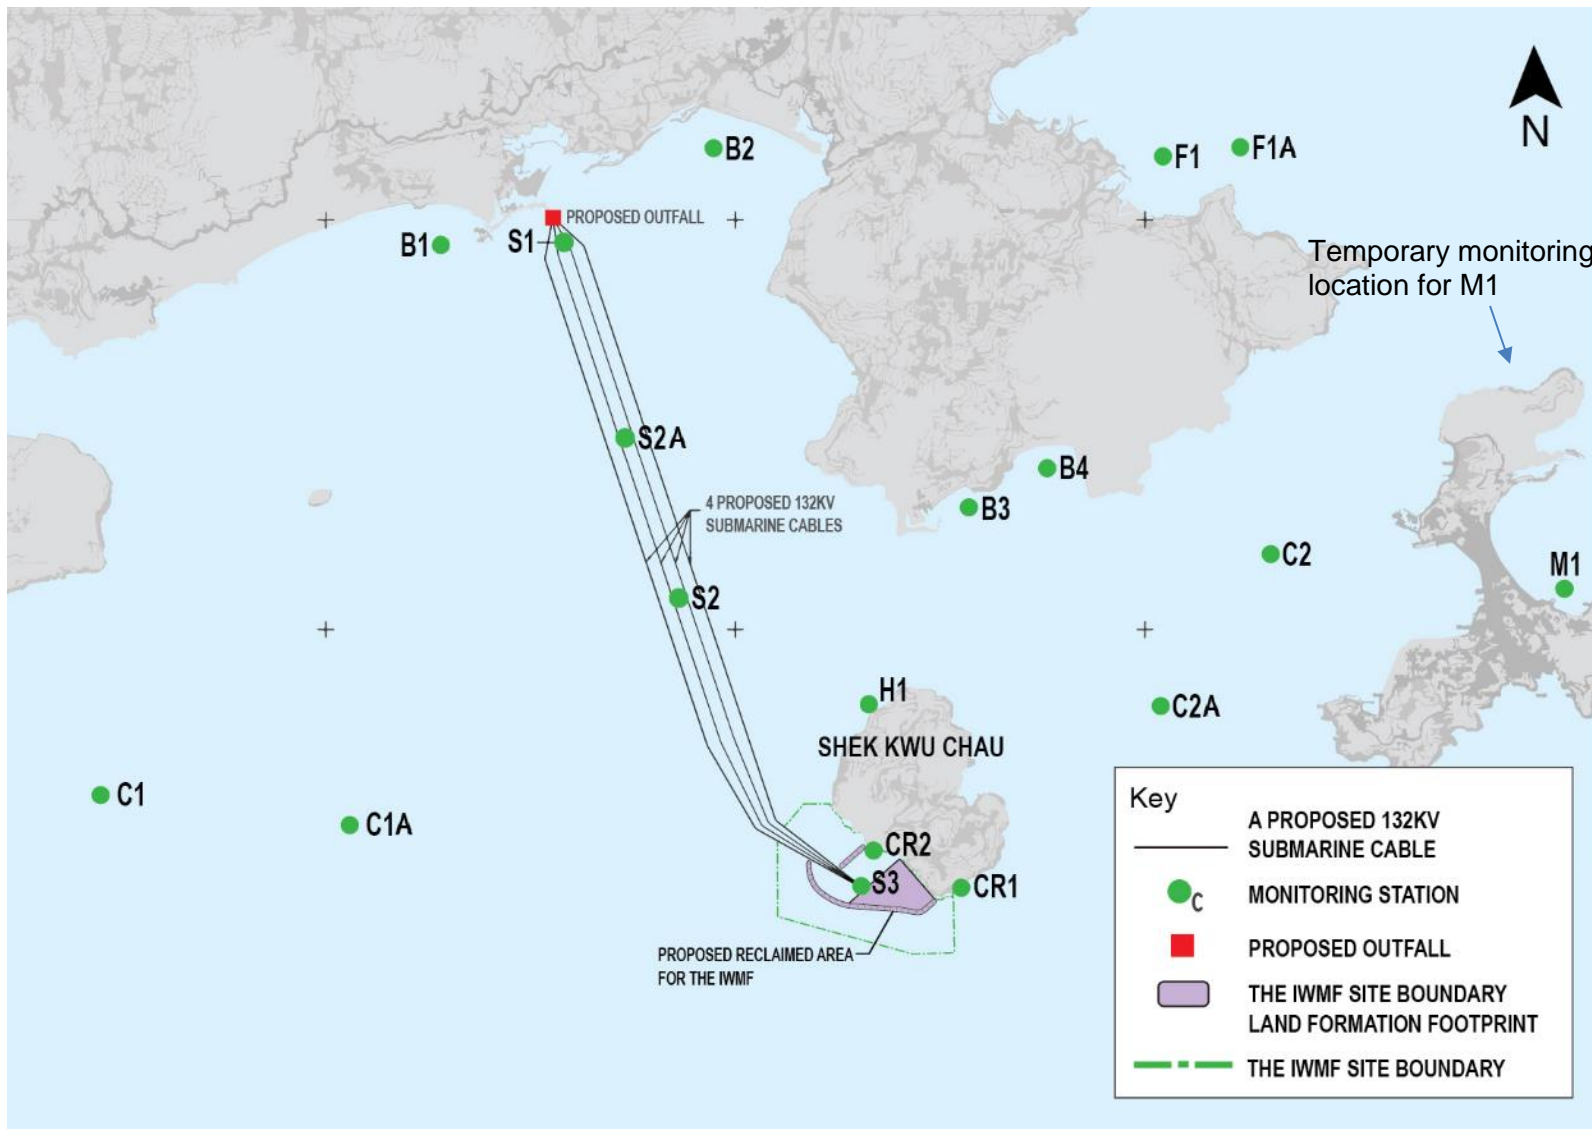 N
B2
F1
F1A
PROPOSED OUTFALL
B1
S1
Temporary monitoring
location for M1
S2A
B4
4 PROPOSED 132KV
SUBMARINE CABLES
B3
C2
M1
S2
H1
C2A
SHEK KWU CHAU
C1
C1A
CR2
S3
CR1
PROPOSED RECLAIMED AREA
FOR THE IWMF
Key
A PROPOSED 132KV
SUBMARINE CABLE
C
MONITORING STATION
PROPOSED OUTFALL
THE IWMF SITE BOUNDARY
LAND FORMATION FOOTPRINT
THE IWMF SITE BOUNDARY